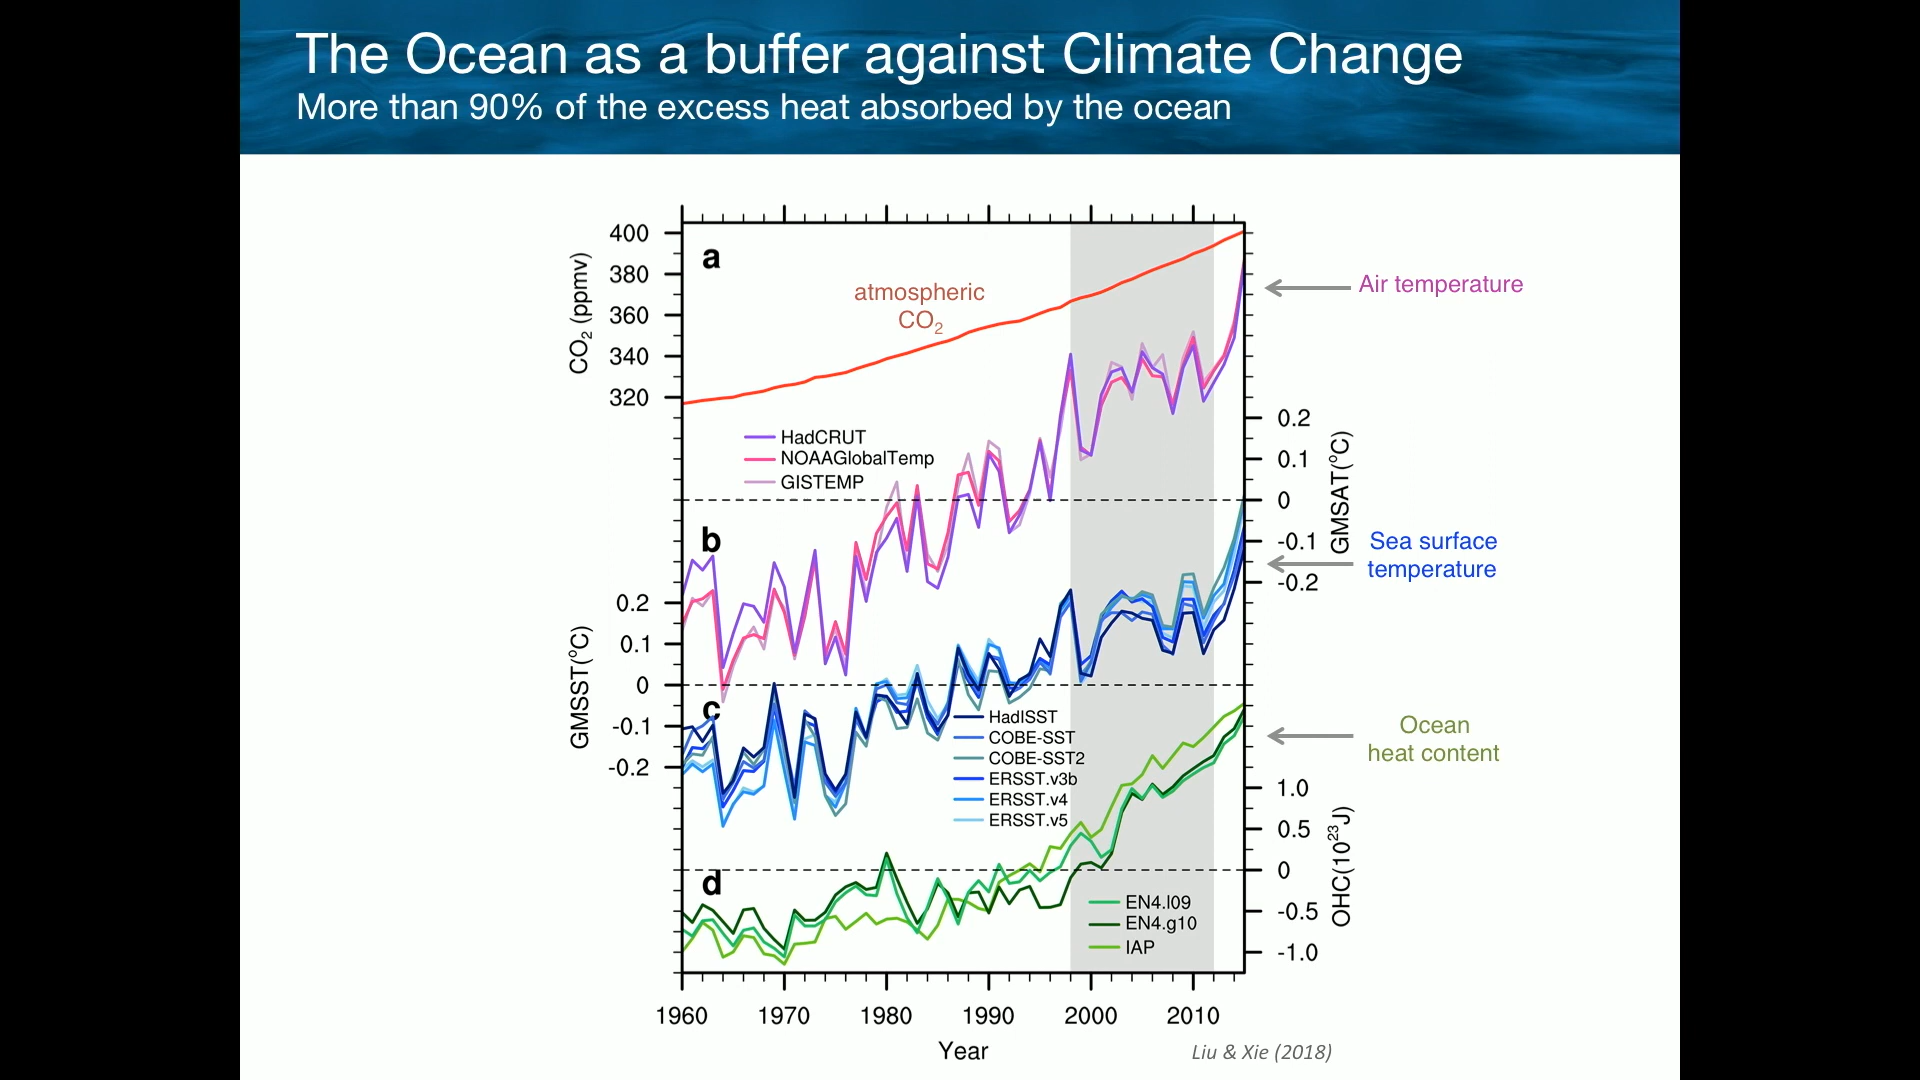 The Ocean as a buffer against Climate Change
More than 90% of the excess heat absorbed by the ocean
a
400
380
360
340
320
CO2 (ppmv)
atmospheric
CO2
Air temperature
HadCRUT
NOAAGlobalTemp
GISTEMP
0.2
0.1
0
-0.1
-0.2
GMSAT(ºC)
b
Sea surface
temperature
0.2
0.1
0
-0.1
-0.2
GMSST(ºC)
c
HadISST
COBE-SST
COBE-SST2
ERSST.v3b
ERSST.v4
ERSST.v5
Ocean
heat content
1.0
0.5
0
-0.5
-1.0
OHC(10²³J)
d
EN4.l09
EN4.g10
IAP
1960 1970 1980 1990 2000 2010
Year
Liu & Xie (2018)